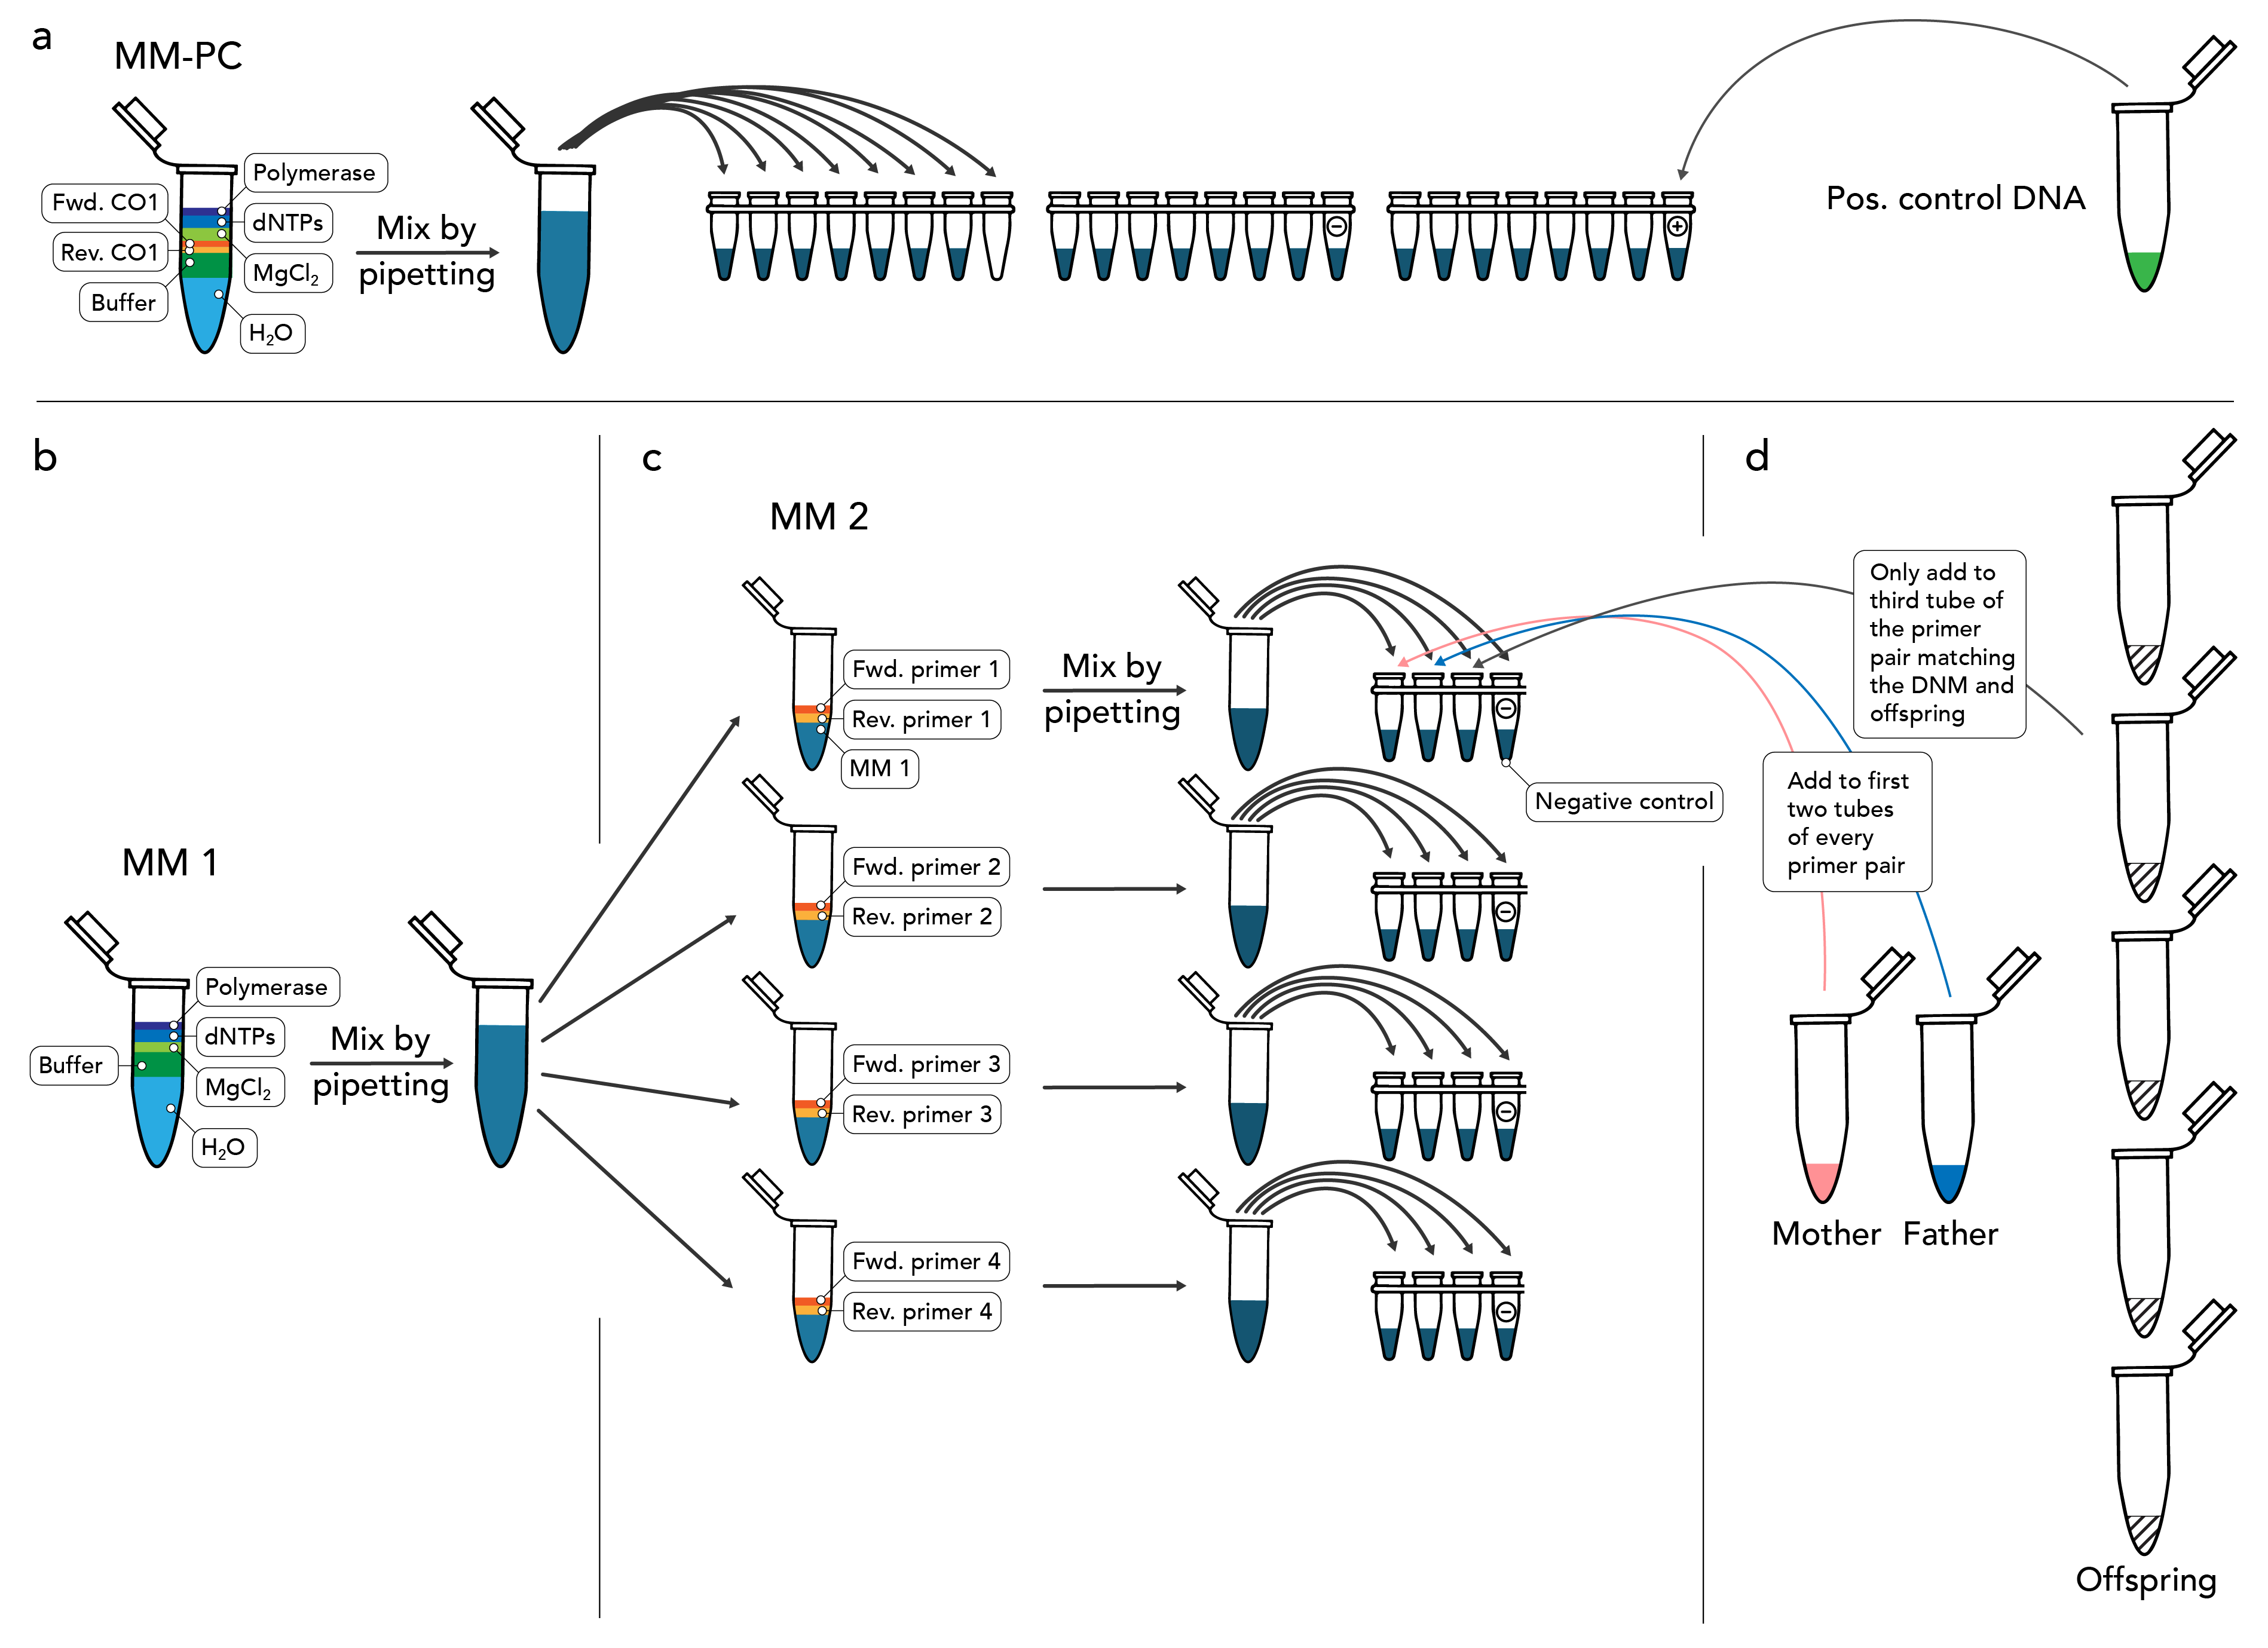 a
MM-PC
Polymerase
Fwd. CO1
dNTPs
Rev. CO1
MgCl₂
Buffer
H₂O
Mix by
pipetting
−
+
Pos. control DNA
b
MM 1
Polymerase
dNTPs
Buffer
MgCl₂
H₂O
Mix by
pipetting
c
MM 2
Fwd. primer 1
Rev. primer 1
MM 1
Mix by
pipetting
−
Negative control
Fwd. primer 2
Rev. primer 2
−
Fwd. primer 3
Rev. primer 3
−
Fwd. primer 4
Rev. primer 4
−
d
Only add to
third tube of
the primer
pair matching
the DNM and
offspring
Add to first
two tubes
of every
primer pair
Mother
Father
Offspring